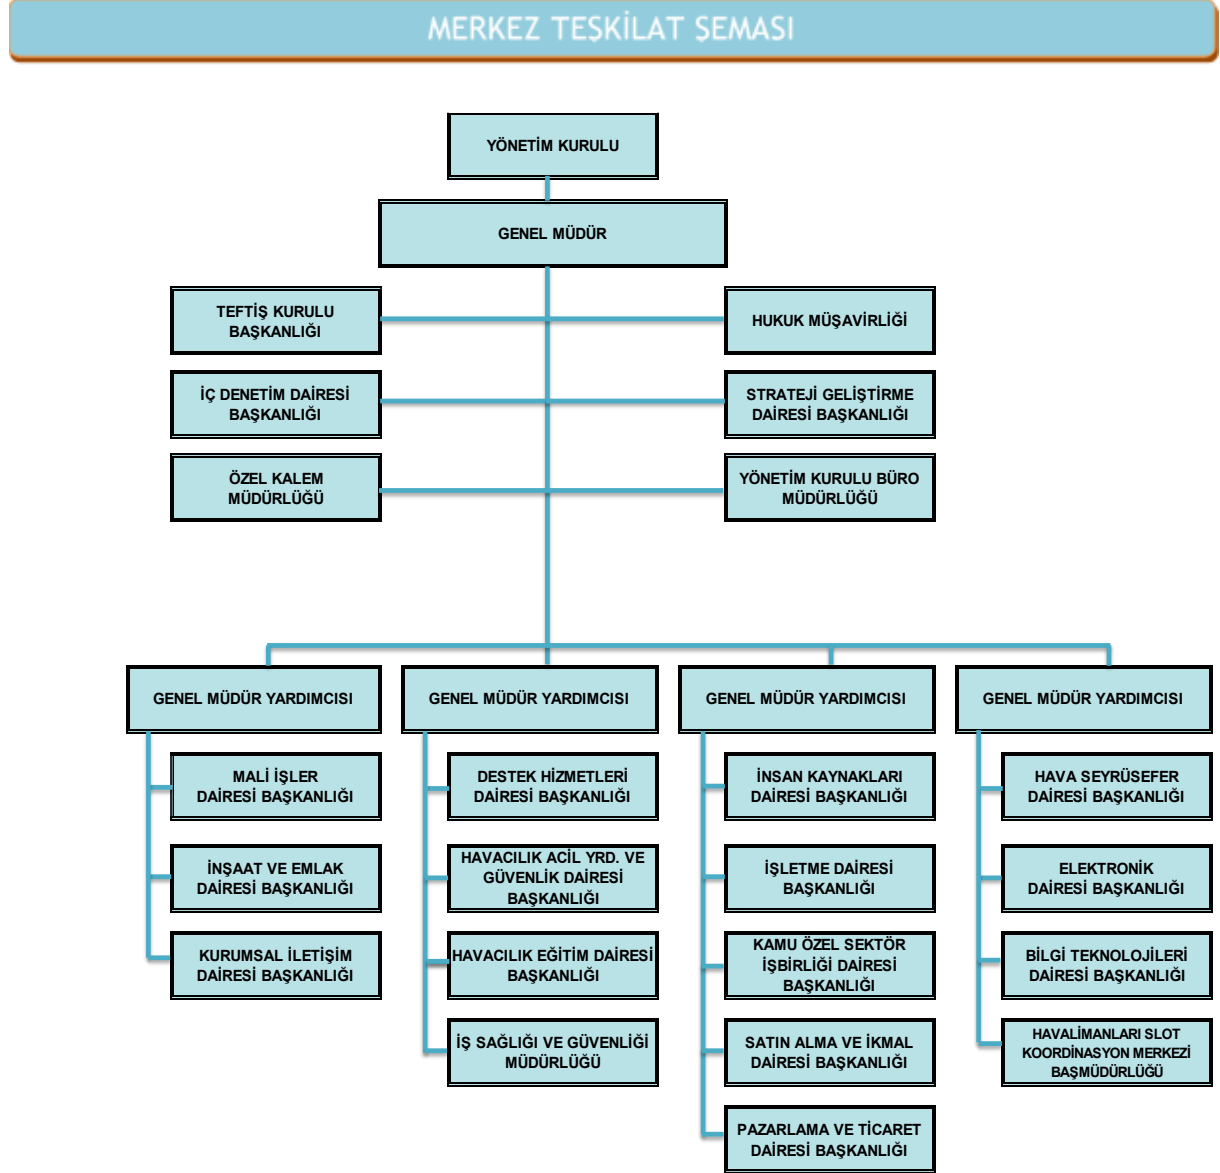 MERKEZ TEŞKİLAT ŞEMASI
YÖNETİM KURULU
GENEL MÜDÜR
TEFTİŞ KURULU
BAŞKANLIĞI
HUKUK MÜŞAVİRLİĞİ
İÇ DENETİM DAİRESİ
BAŞKANLIĞI
STRATEJİ GELİŞTİRME
DAİRESİ BAŞKANLIĞI
ÖZEL KALEM
MÜDÜRLÜĞÜ
YÖNETİM KURULU BÜRO
MÜDÜRLÜĞÜ
GENEL MÜDÜR YARDIMCISI
MALİ İŞLER
DAİRESİ BAŞKANLIĞI
İNŞAAT VE EMLAK
DAİRESİ BAŞKANLIĞI
KURUMSAL İLETİŞİM
DAİRESİ BAŞKANLIĞI
GENEL MÜDÜR YARDIMCISI
DESTEK HİZMETLERİ
DAİRESİ BAŞKANLIĞI
HAVACILIK ACİL YRD. VE
GÜVENLİK DAİRESİ
BAŞKANLIĞI
HAVACILIK EĞİTİM DAİRESİ
BAŞKANLIĞI
İŞ SAĞLIĞI VE GÜVENLİĞİ
MÜDÜRLÜĞÜ
GENEL MÜDÜR YARDIMCISI
İNSAN KAYNAKLARI
DAİRESİ BAŞKANLIĞI
İŞLETME DAİRESİ
BAŞKANLIĞI
KAMU ÖZEL SEKTÖR
İŞBİRLİĞİ DAİRESİ
BAŞKANLIĞI
SATIN ALMA VE İKMAL
DAİRESİ BAŞKANLIĞI
PAZARLAMA VE TİCARET
DAİRESİ BAŞKANLIĞI
GENEL MÜDÜR YARDIMCISI
HAVA SEYRÜSEFER
DAİRESİ BAŞKANLIĞI
ELEKTRONİK
DAİRESİ BAŞKANLIĞI
BİLGİ TEKNOLOJİLERİ
DAİRESİ BAŞKANLIĞI
HAVALİMANLARI SLOT
KOORDİNASYON MERKEZİ
BAŞMÜDÜRLÜĞÜ